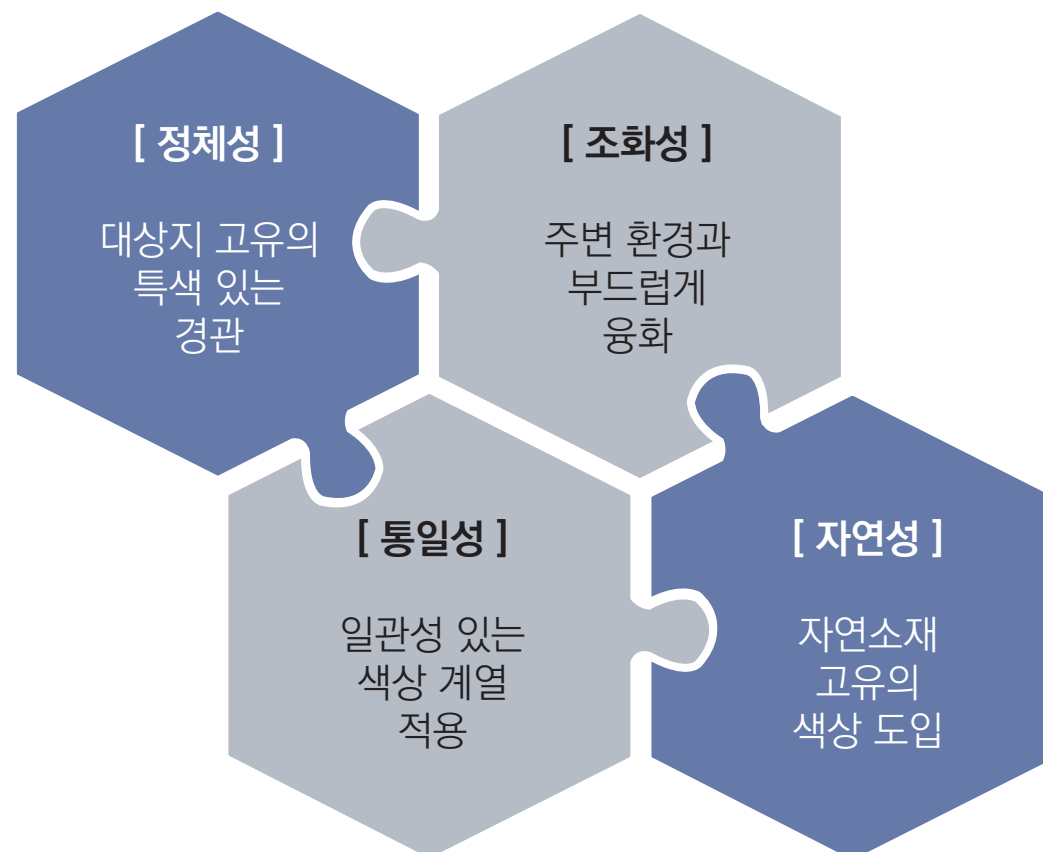 [ 정체성 ]
대상지 고유의
특색 있는
경관
[ 조화성 ]
주변 환경과
부드럽게
융화
[ 통일성 ]
일관성 있는
색상 계열
적용
[ 자연성 ]
자연소재
고유의
색상 도입